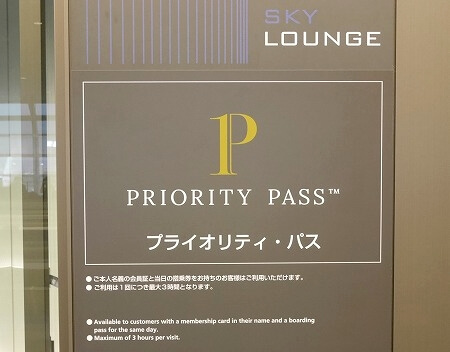 SKY
LOUNGE
PRIORITY PASS™
プライオリティ・パス
●ご本人名義の会員証と当日の搭乗券をお持ちのお客様はご利用いただけます。
●ご利用は1回につき最大3時間となります。
●Available to customers with a membership card in their name and a boarding
pass for the same day.
●Maximum of 3 hours per visit.